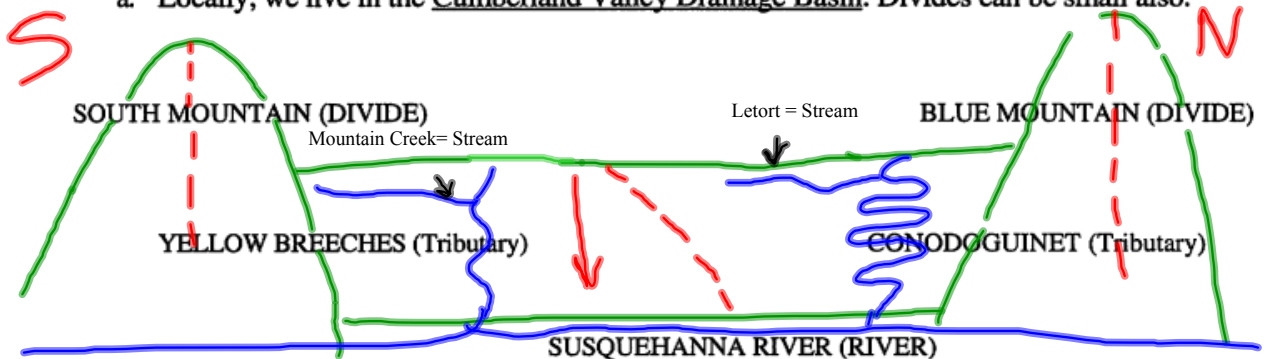 a. Locally, we live in the Cumberland Valley Drainage Basin. Divides can be small also.
S
N
SOUTH MOUNTAIN (DIVIDE)
Letort = Stream
BLUE MOUNTAIN (DIVIDE)
Mountain Creek= Stream
YELLOW BREECHES (Tributary)
CONODOGUINET (Tributary)
SUSQUEHANNA RIVER (RIVER)